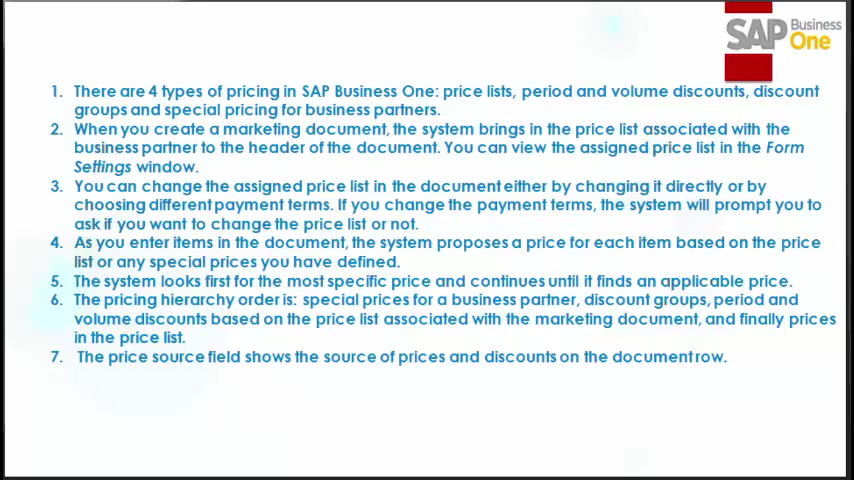 SAP Business
One
1. There are 4 types of pricing in SAP Business One: price lists, period and volume discounts, discount
groups and special pricing for business partners.
2. When you create a marketing document, the system brings in the price list associated with the
business partner to the header of the document. You can view the assigned price list in the Form
Settings window.
3. You can change the assigned price list in the document either by changing it directly or by
choosing different payment terms. If you change the payment terms, the system will prompt you to
ask if you want to change the price list or not.
4. As you enter items in the document, the system proposes a price for each item based on the price
list or any special prices you have defined.
5. The system looks first for the most specific price and continues until it finds an applicable price.
6. The pricing hierarchy order is: special prices for a business partner, discount groups, period and
volume discounts based on the price list associated with the marketing document, and finally prices
in the price list.
7. The price source field shows the source of prices and discounts on the document row.